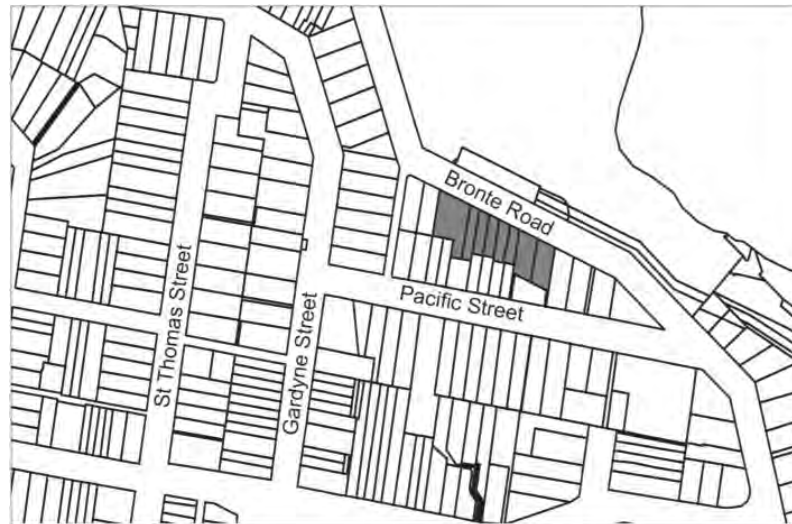 Bronte Road
Pacific Street
St Thomas Street
Gardyne Street